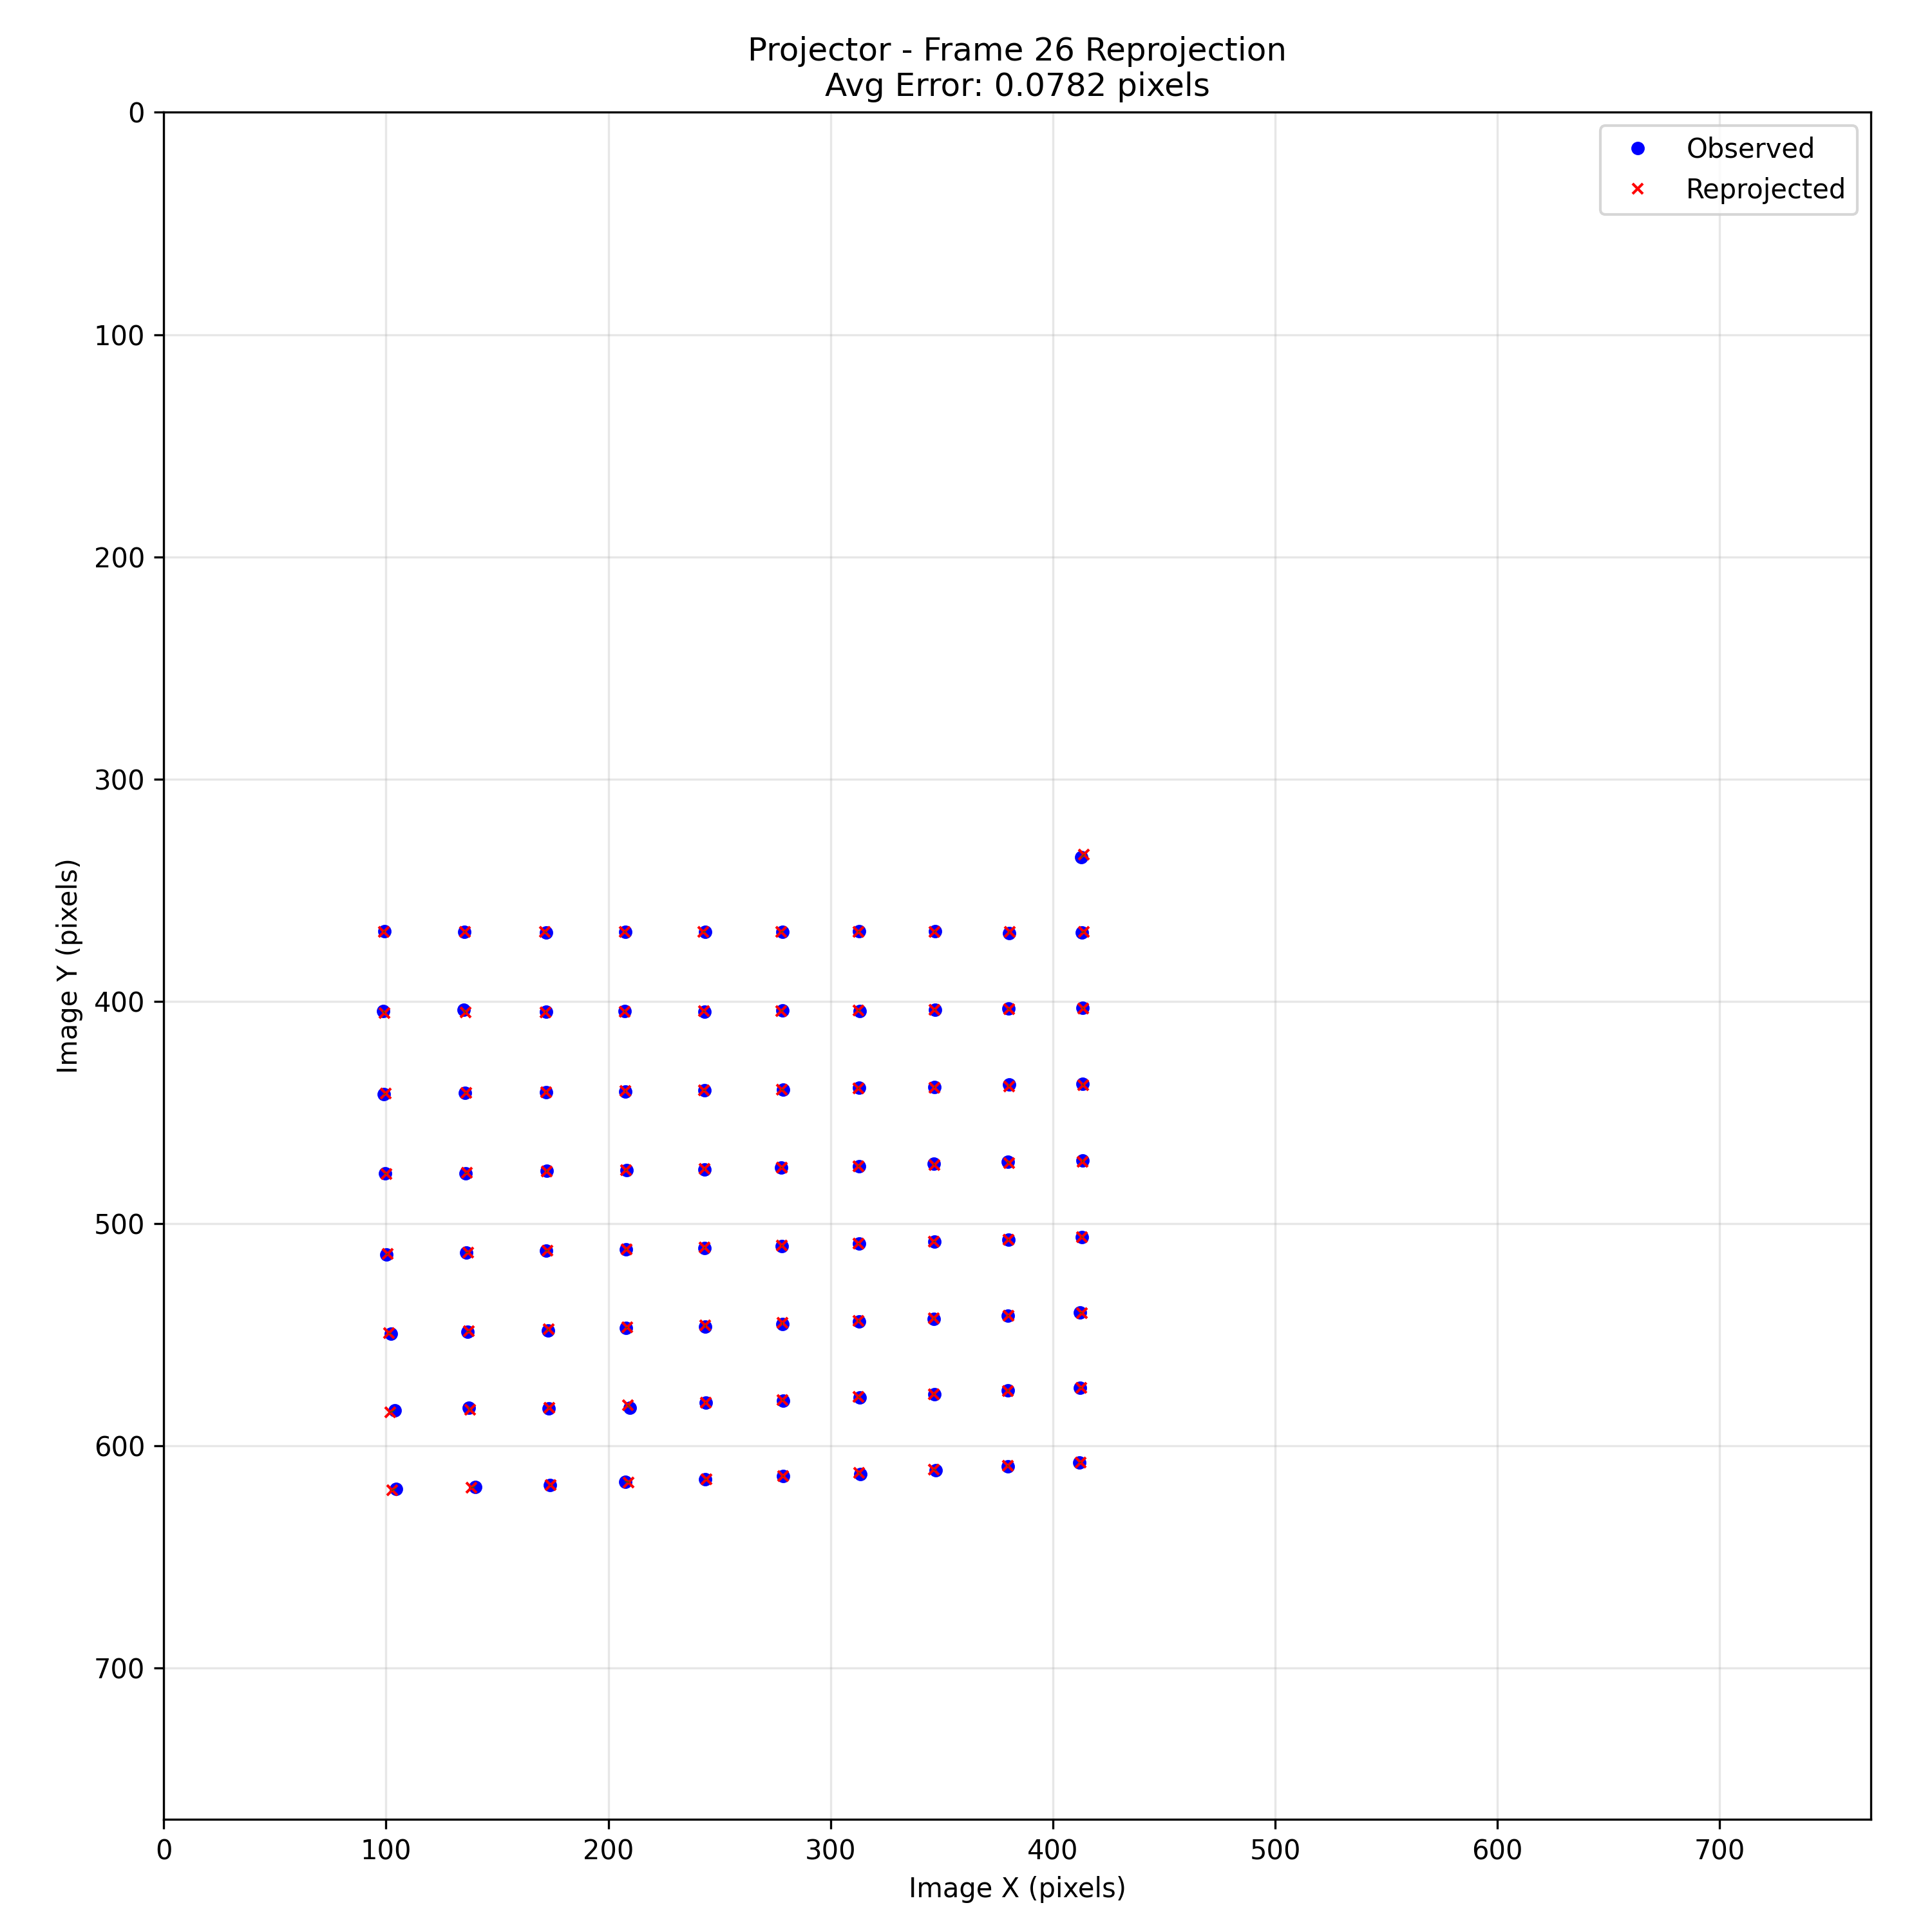 Projector - Frame 26 Reprojection
Avg Error: 0.0782 pixels
Observed
Reprojected
0
100
200
300
400
500
600
700
Image Y (pixels)
0 100 200 300 400 500 600 700
Image X (pixels)